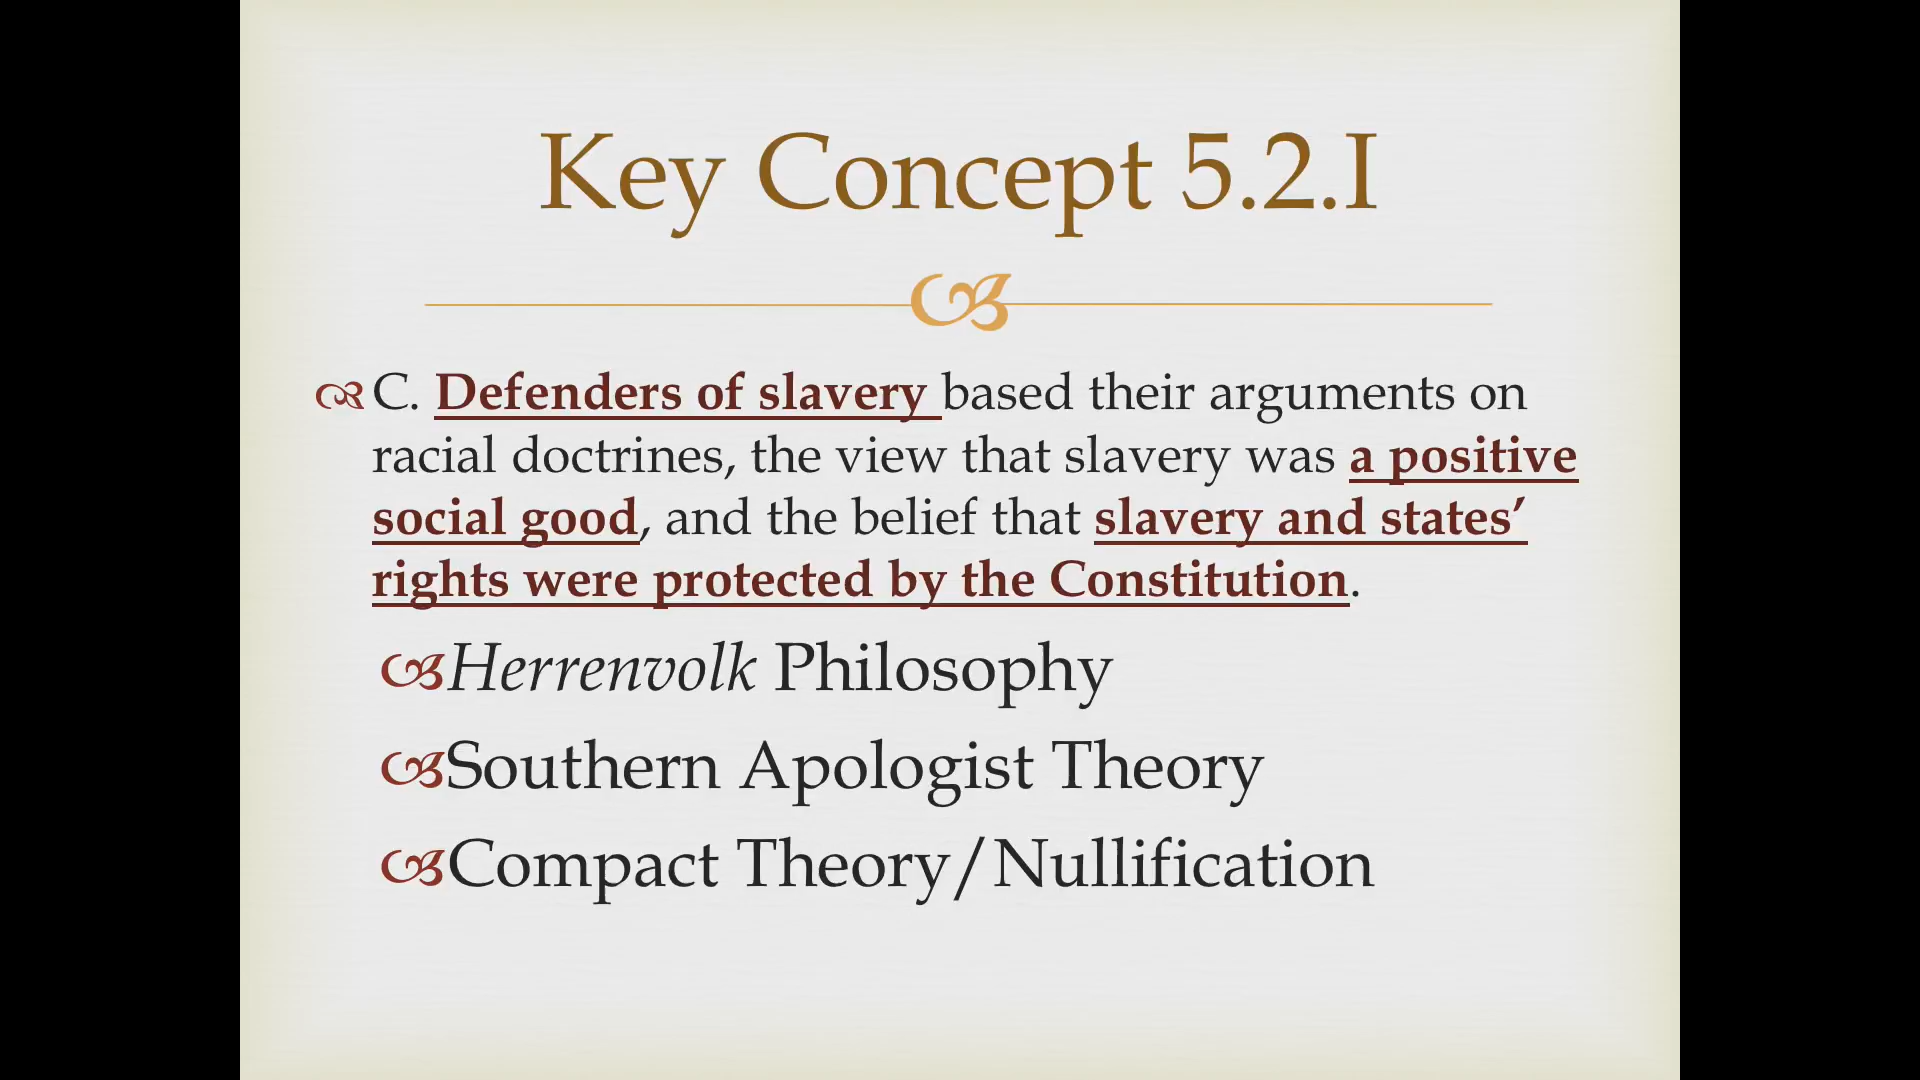 Key Concept 5.2.I
C. Defenders of slavery based their arguments on
racial doctrines, the view that slavery was a positive
social good, and the belief that slavery and states’
rights were protected by the Constitution.
Herrenvolk Philosophy
Southern Apologist Theory
Compact Theory/Nullification